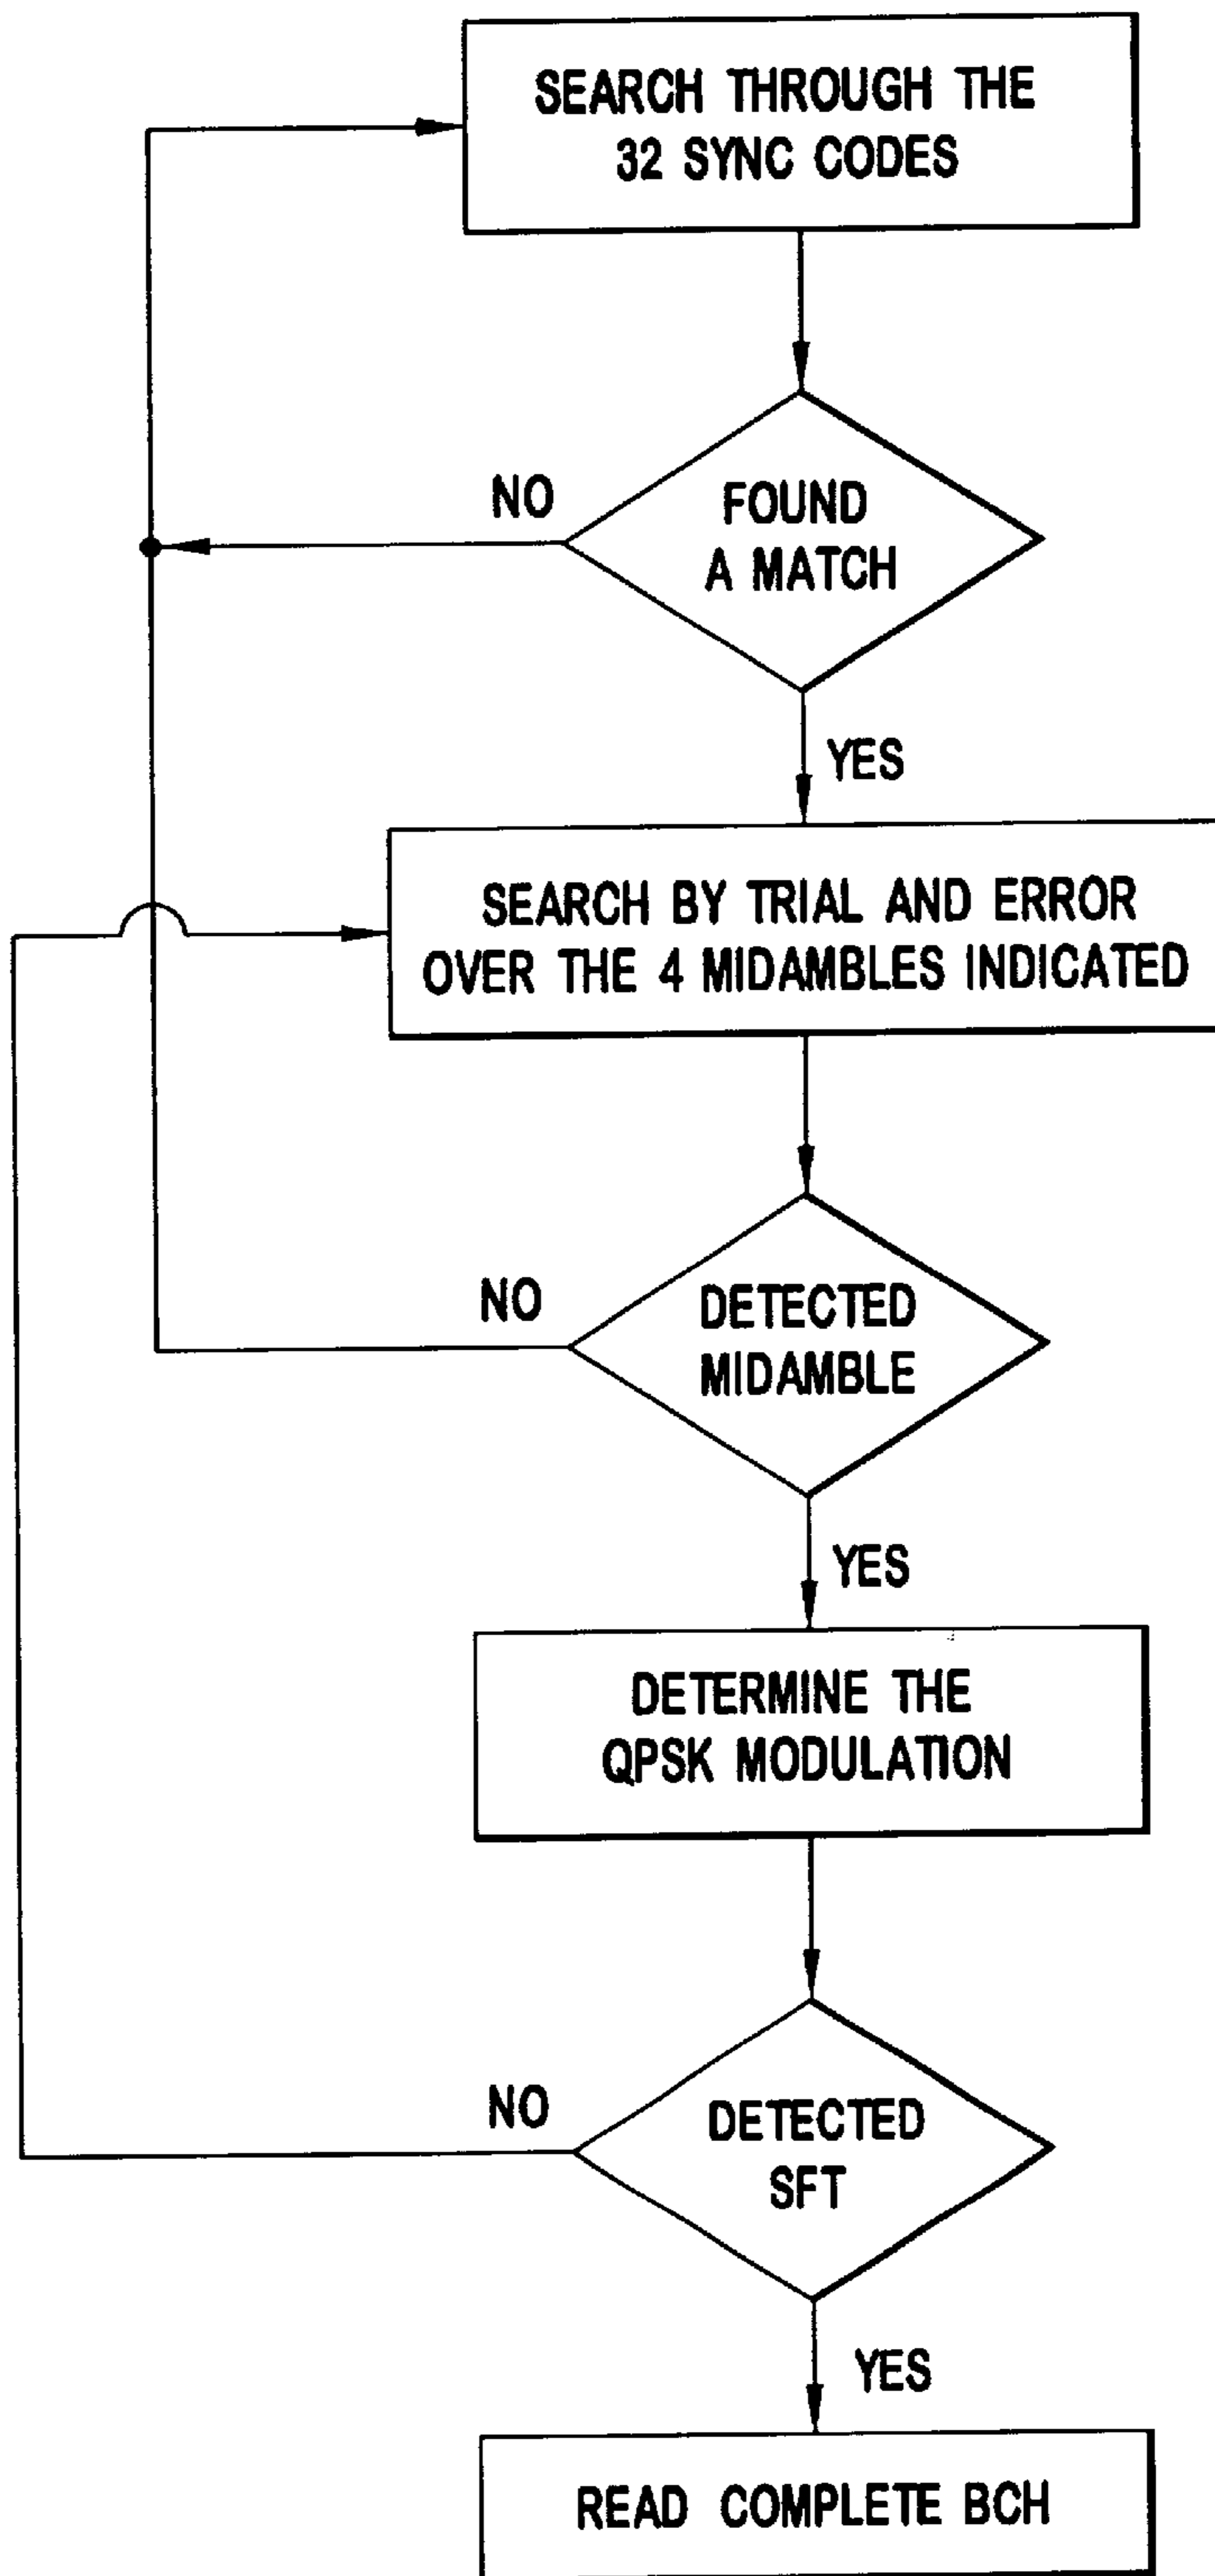 SEARCH THROUGH THE
32 SYNC CODES
NO
FOUND
A MATCH
YES
SEARCH BY TRIAL AND ERROR
OVER THE 4 MIDAMBLES INDICATED
NO
DETECTED
MIDAMBLE
YES
DETERMINE THE
QPSK MODULATION
NO
DETECTED
SFT
YES
READ COMPLETE BCH